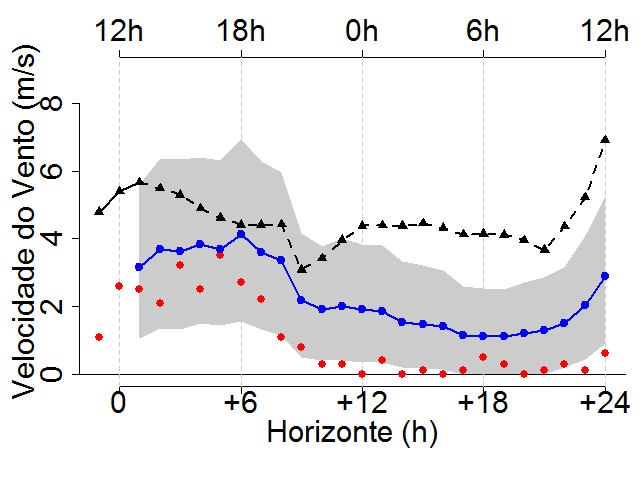 12h 18h 0h 6h 12h
Velocidade do Vento (m/s)
8
6
4
2
0
0 +6 +12 +18 +24
Horizonte (h)